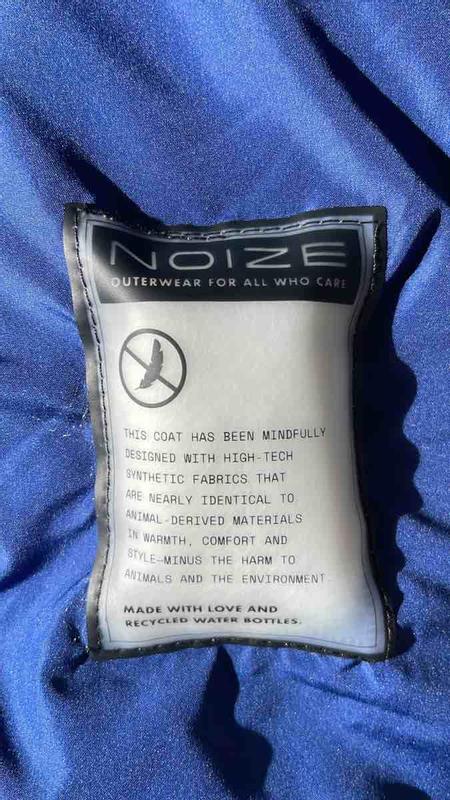 NOIZE
OUTERWEAR FOR ALL WHO CARE
THIS COAT HAS BEEN MINDFULLY
DESIGNED WITH HIGH-TECH
SYNTHETIC FABRICS THAT
ARE NEARLY IDENTICAL TO
ANIMAL-DERIVED MATERIALS
IN WARMTH, COMFORT AND
STYLE—MINUS THE HARM TO
ANIMALS AND THE ENVIRONMENT.
MADE WITH LOVE AND
RECYCLED WATER BOTTLES.